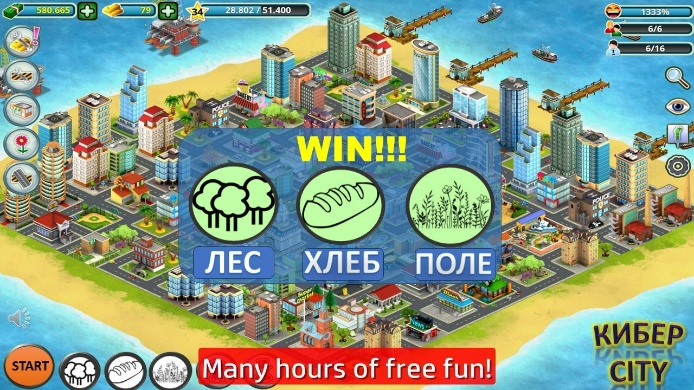 580.665
79
34
28.802 / 51.400
1333%
6/6
6/16
WIN!!!
ЛЕС
ХЛЕБ
ПОЛЕ
START
Many hours of free fun!
КИБЕР
CITY